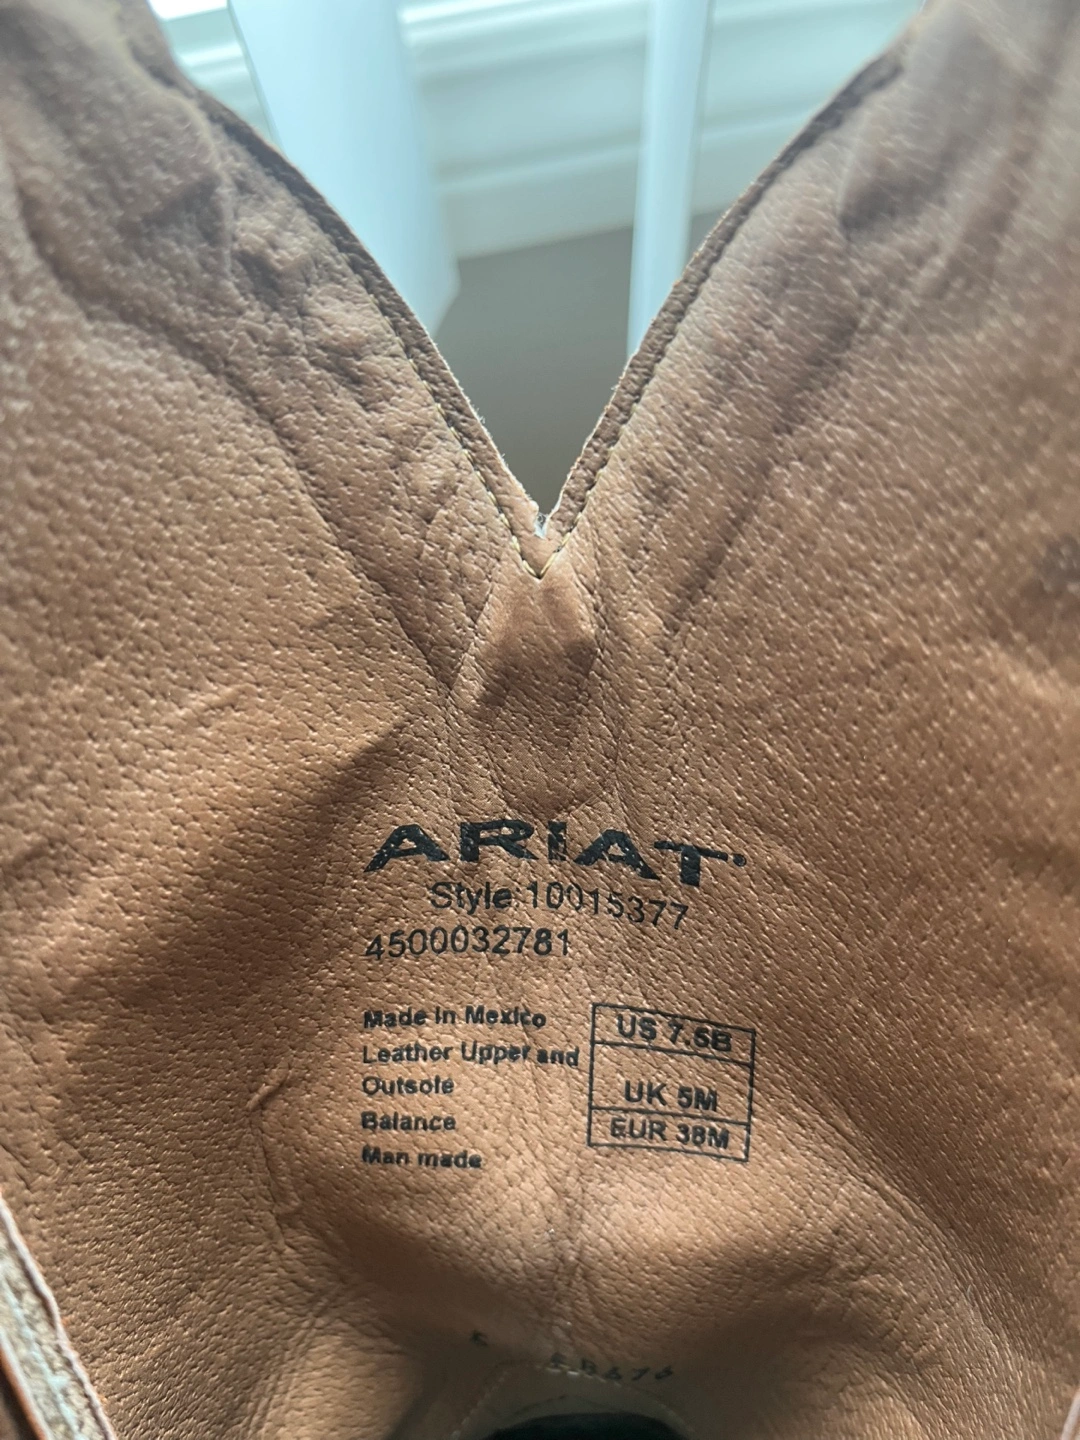 ARIAT
Style:10015377
4500032781
Made in Mexico
Leather Upper and
Outsole
Balance
Man made
US 7.5B
UK 5M
EUR 38M